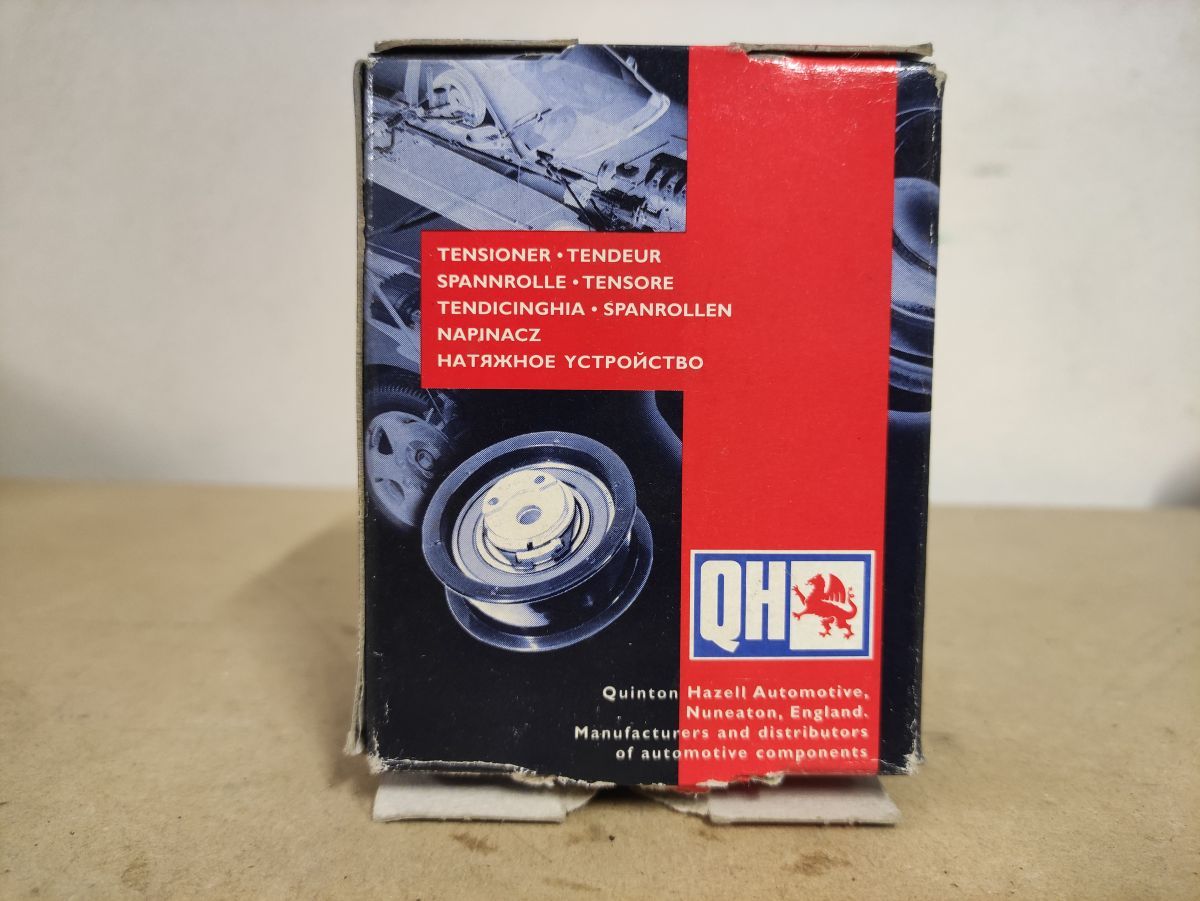 TENSIONER • TENDEUR
SPANNROLLE • TENSORE
TENDICINGHIA • SPANROLLEN
NAPINACZ
НАТЯЖНОЕ УСТРОЙСТВО
QH
Quinton Hazell Automotive,
Nuneaton, England.
Manufacturers and distributors
of automotive components